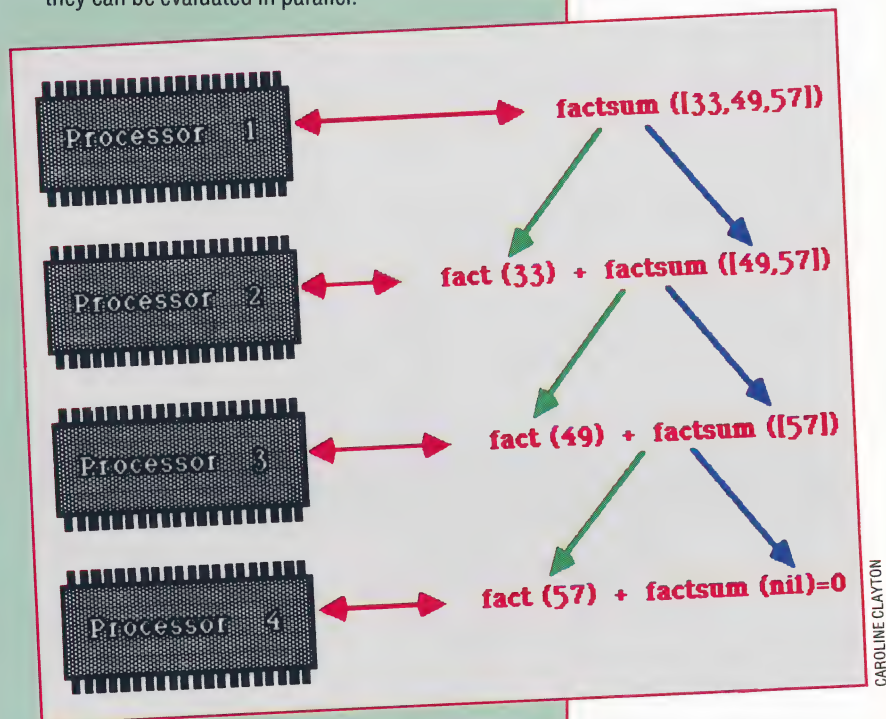 they can be evaluated in parallel.
Processor 1
factsum ([33,49,57])
Processor 2
fact (33) + factsum ([49,57])
Processor 3
fact (49) + factsum ([57])
Processor 4
fact (57) + factsum (nil)=0
CAROLINE CLAYTON